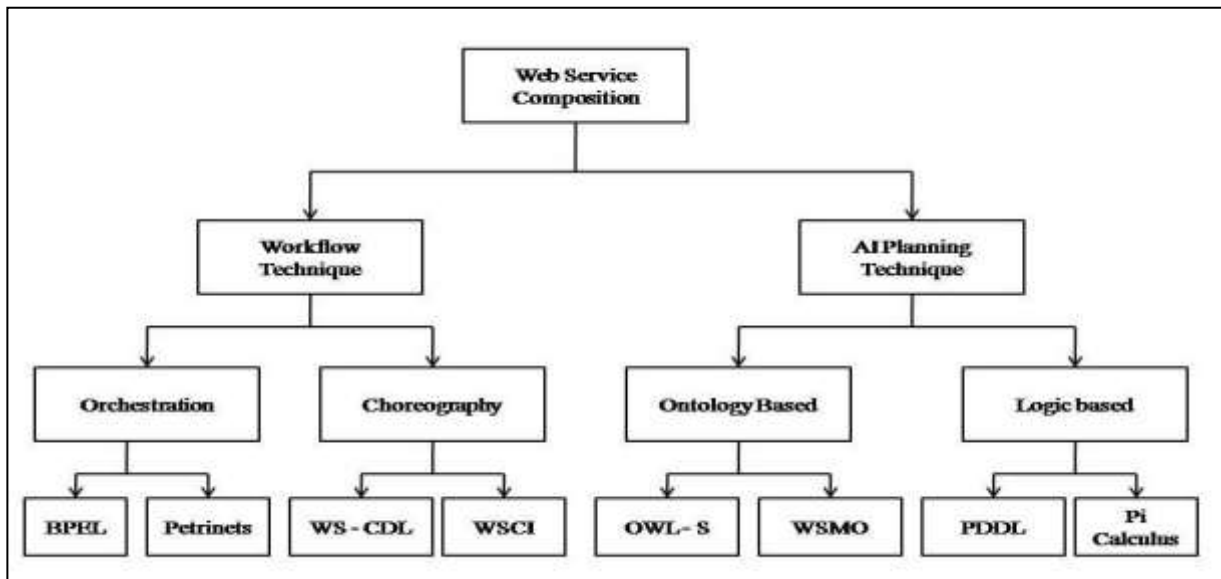 Web Service
Composition
Workflow
Technique
AI Planning
Technique
Orchestration
Choreography
Ontology Based
Logic based
BPEL
Petrinets
WS - CDL
WSCI
OWL - S
WSMO
PDDL
Pi
Calculus